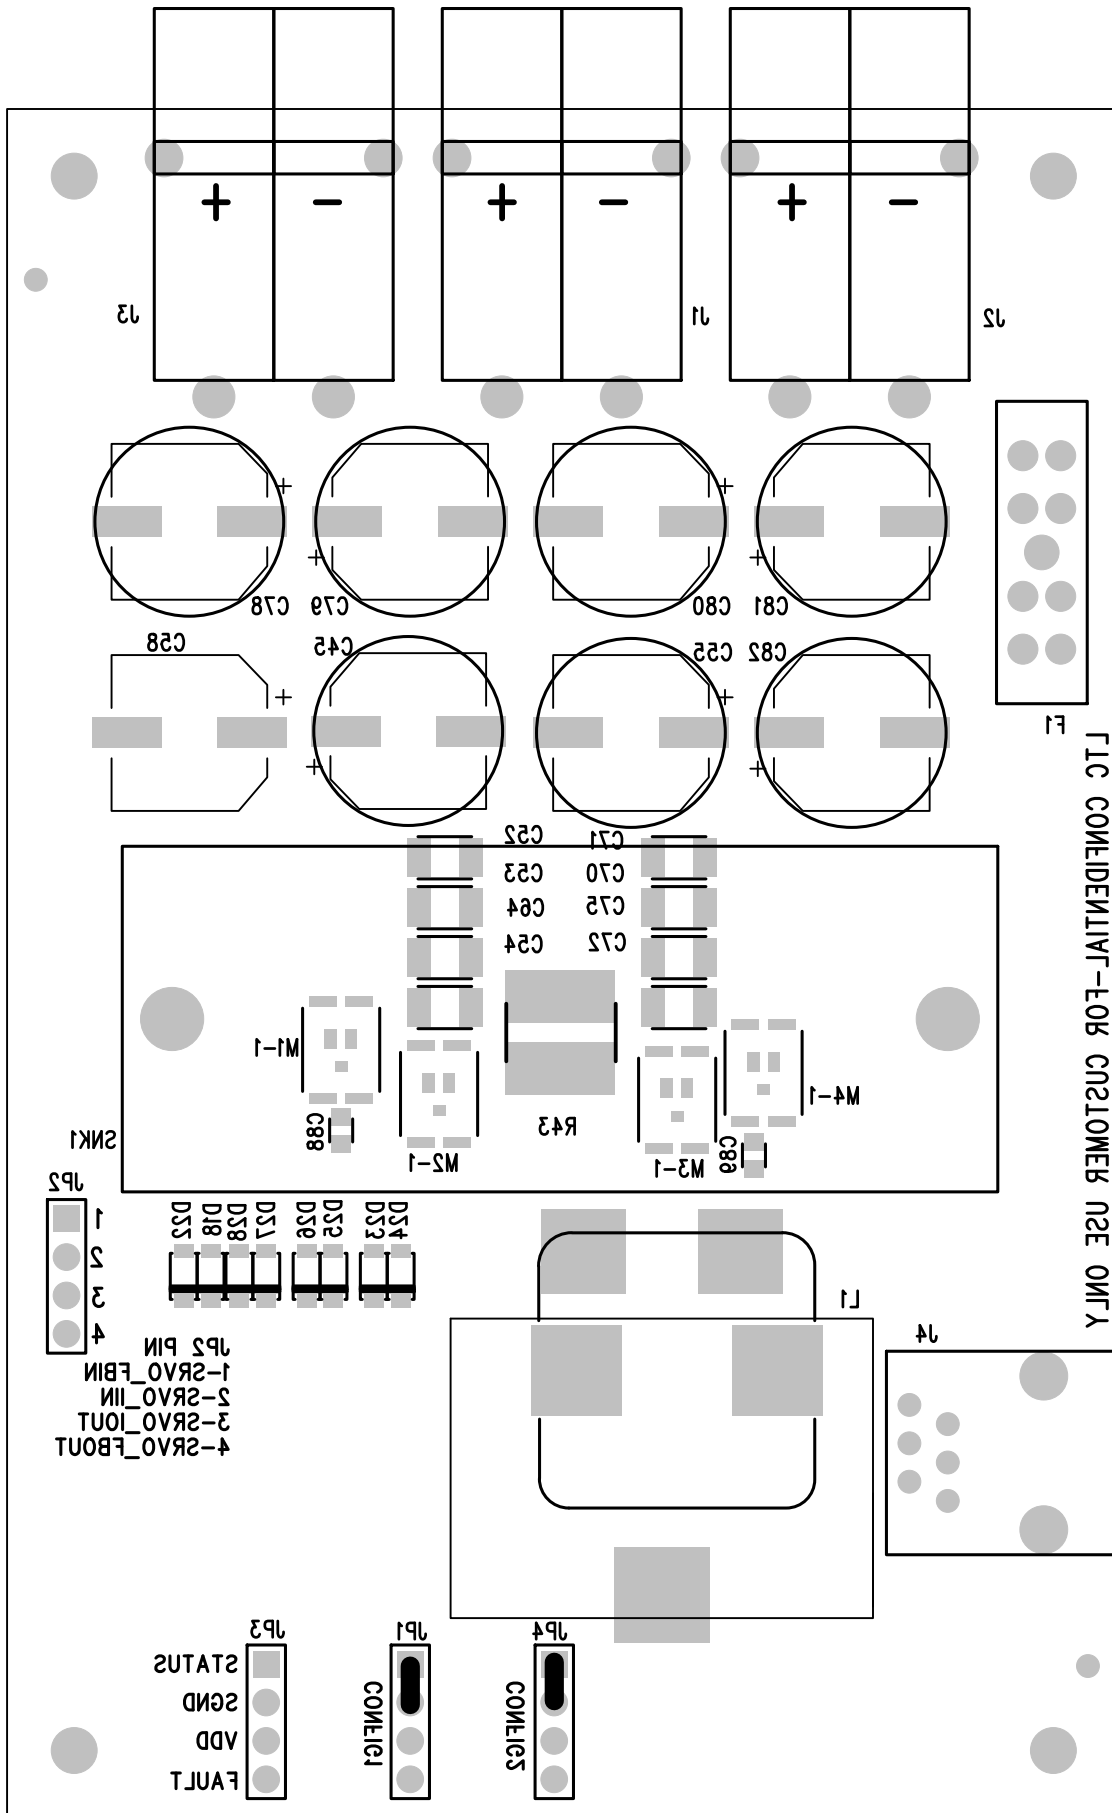 + - + - + -
J3 J1 J2
+ + + +
C78 C79 C80 C81
C58 C45 C55 C82
+ + + +
F1
LTC CONFIDENTIAL-FOR CUSTOMER USE ONLY
C52 C71
C53 C70
C64 C75
C54 C72
M1-1
M4-1
C88
R43
C89
SNK1
M2-1
M3-1
JP2
D22 D18 D28 D27 D26 D25 D23 D24
1
2
3
4
L1
J4
JP2 PIN
1-SRVO_FBIN
2-SRVO_IIN
3-SRVO_IOUT
4-SRVO_FBOUT
JP3 JP1 JP4
STATUS
SGND
VDD
FAULT
CONFIG1
CONFIG2